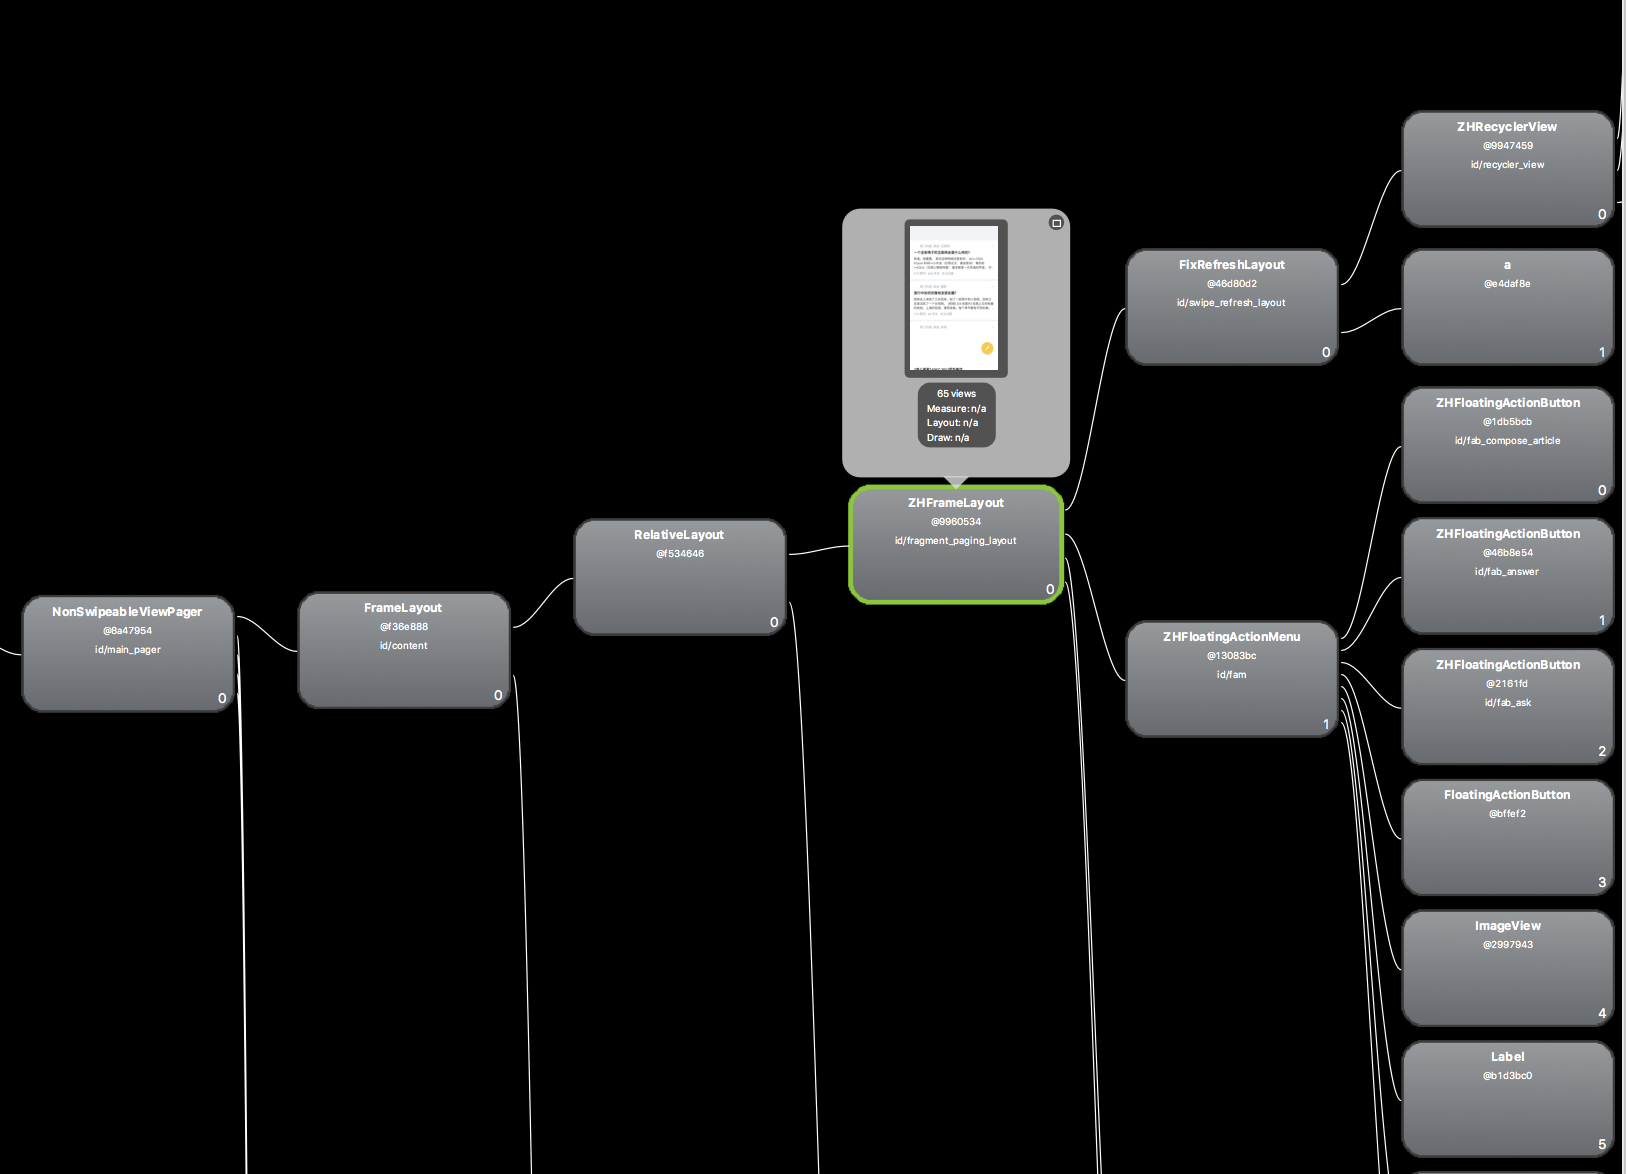 ZHRecyclerView
@9947459
id/recycler_view
0
65 views
Measure: n/a
Layout: n/a
Draw: n/a
FixRefreshLayout
@46d80d2
id/swipe_refresh_layout
0
a
@e4daf8e
1
ZHFloatingActionButton
@1db5bcb
id/fab_compose_article
0
ZHFrameLayout
@9960534
id/fragment_paging_layout
0
RelativeLayout
@f534646
0
ZHFloatingActionButton
@46b8e54
id/fab_answer
1
NonSwipeableViewPager
@8a47954
id/main_pager
0
FrameLayout
@f36e888
id/content
0
ZHFloatingActionMenu
@13083bc
id/fam
1
ZHFloatingActionButton
@2161fd
id/fab_ask
2
FloatingActionButton
@bffef2
3
ImageView
@2997943
4
Label
@b1d3bc0
5